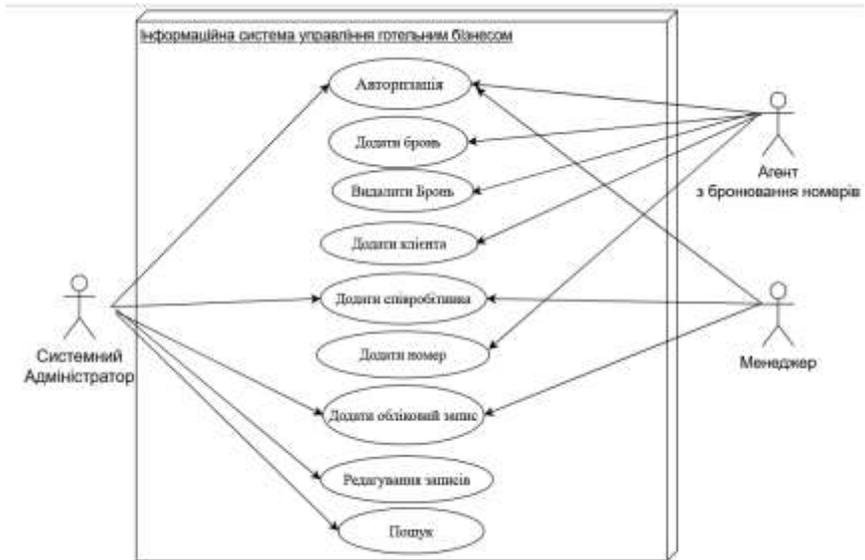 Інформаційна система управління готельним бізнесом
Авторизація
Додати бронь
Видалити Бронь
Додати клієнта
Додати співробітника
Додати номер
Додати обліковий запис
Редагування записів
Пошук
Системний
Адміністратор
Агент
з бронювання номерів
Менеджер